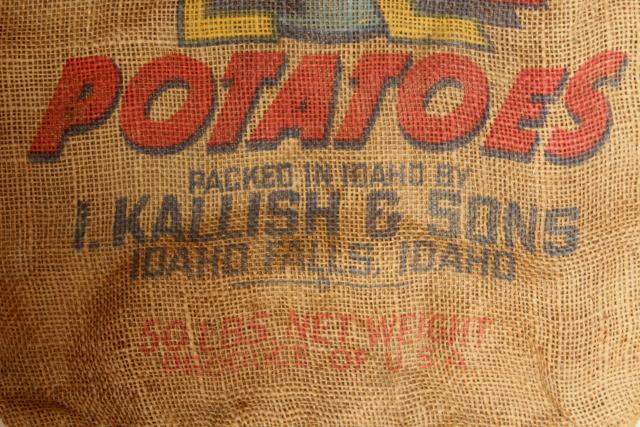 POTATOES
PACKED IN IDAHO BY
I. KALLISH & SONS
IDAHO FALLS, IDAHO
50 LBS. NET WEIGHT
PRODUCE OF U.S.A.